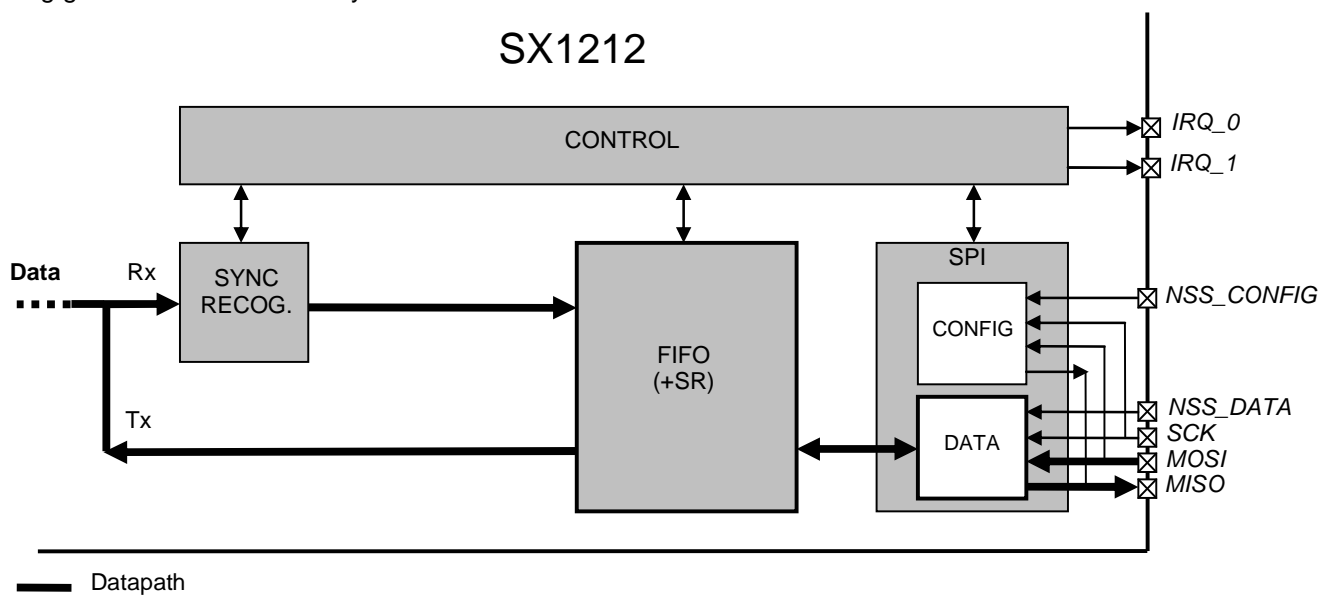 SX1212
CONTROL
IRQ_0
IRQ_1
Data
Rx
SYNC
RECOG.
FIFO
(+SR)
SPI
CONFIG
DATA
NSS_CONFIG
NSS_DATA
SCK
MOSI
MISO
Tx
Datapath